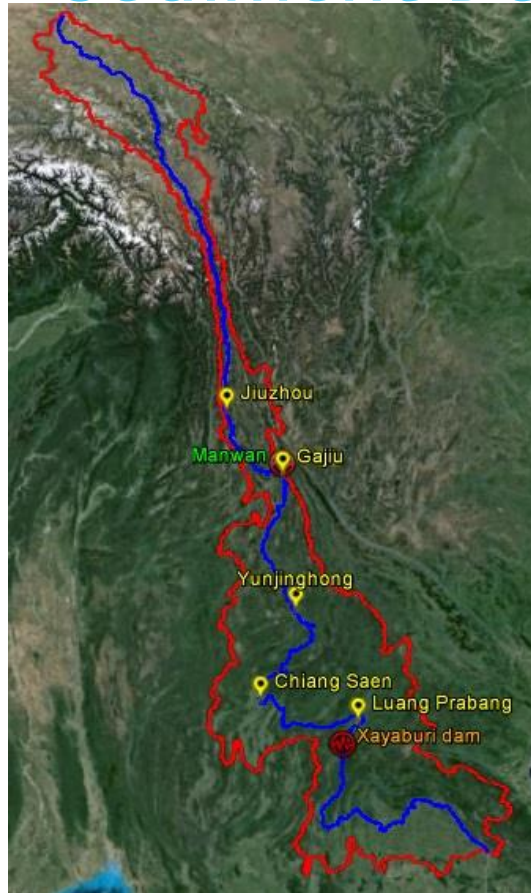 Jiuzhou
Manwan
Gajiu
Yunjinghong
Chiang Saen
Luang Prabang
Xayaburi dam